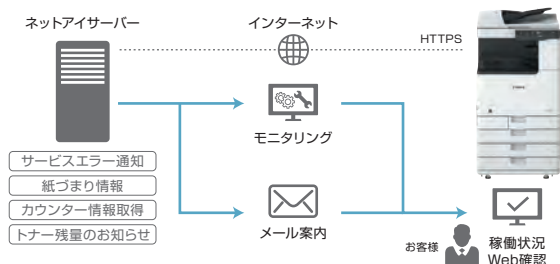 ネットアイサーバー
インターネット
HTTPS
Canon
モニタリング
サービスエラー通知
紙づまり情報
カウンター情報取得
トナー残量のお知らせ
メール案内
お客様
稼働状況
Web確認